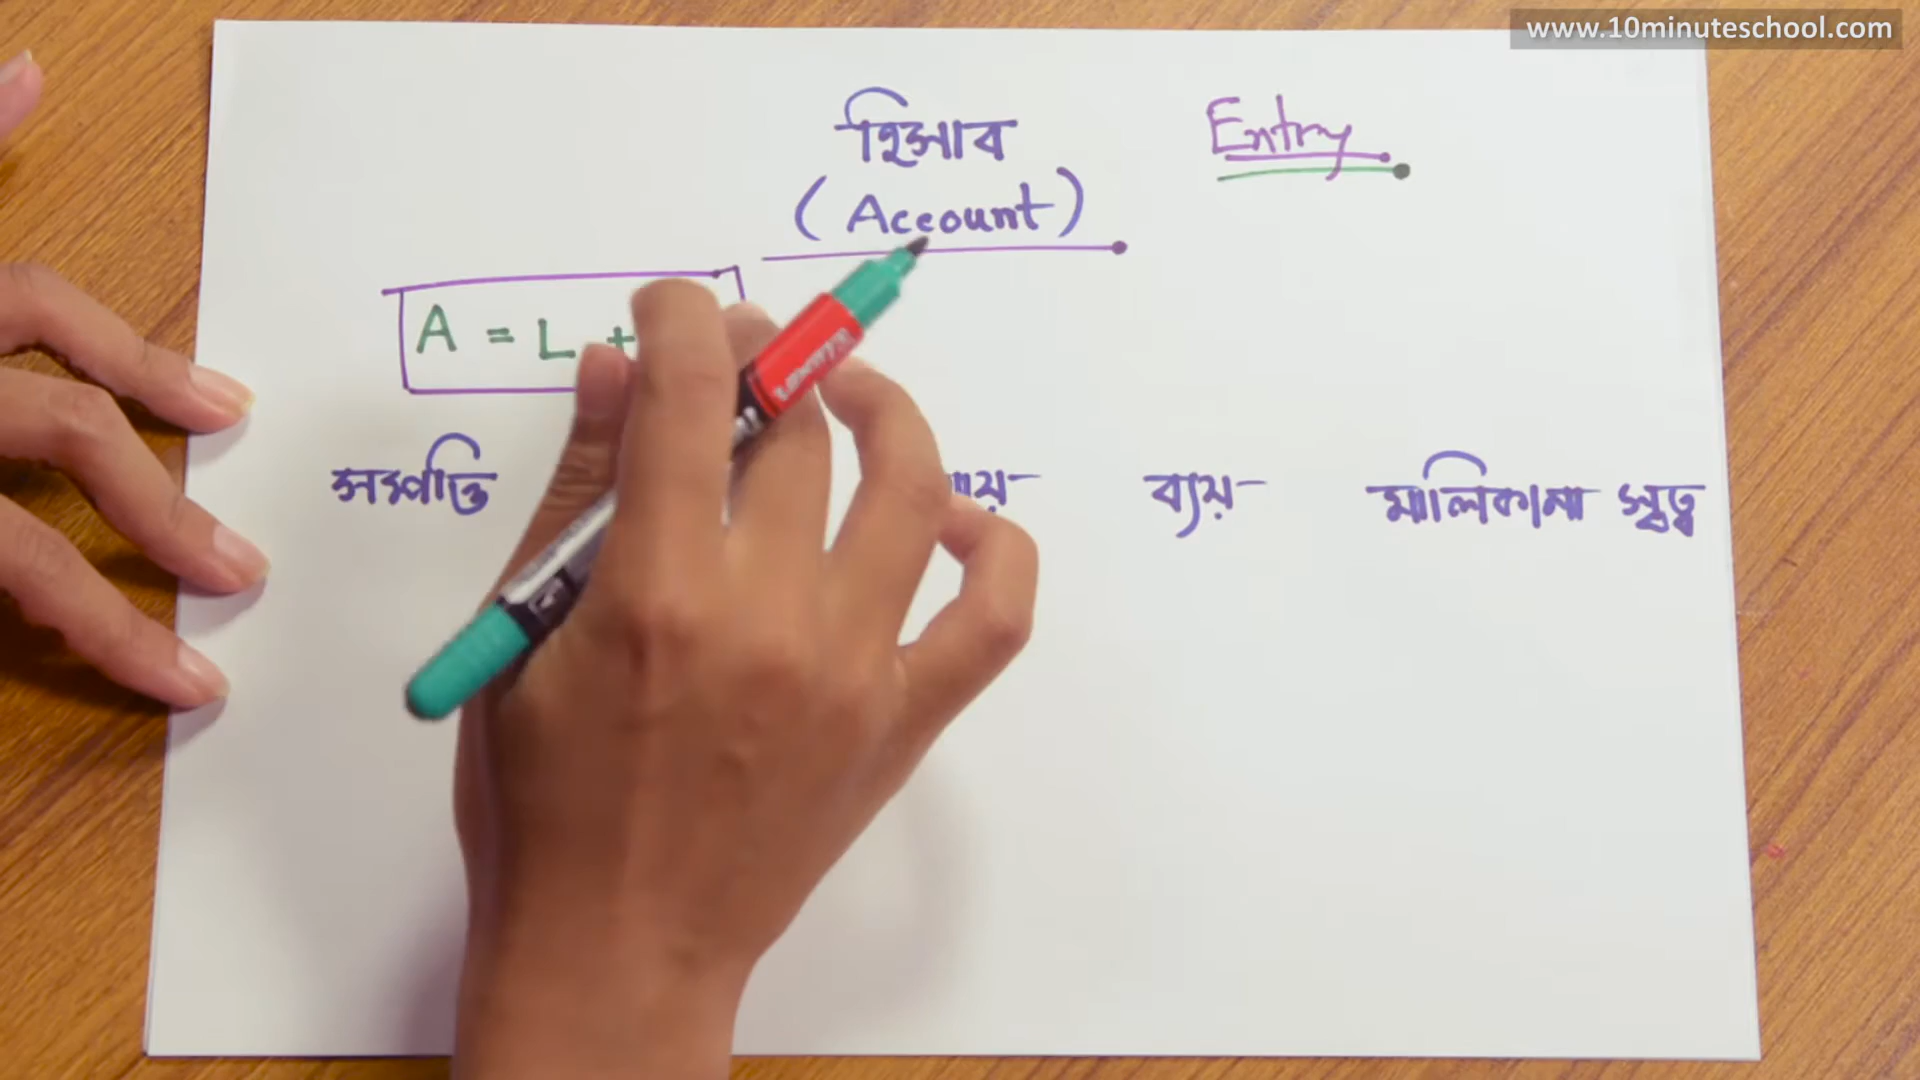 www.10minuteschool.com
হিসাব
Entry
(Account)
A = L +
সম্পত্তি ব্যয় মালিকানা স্বত্ব